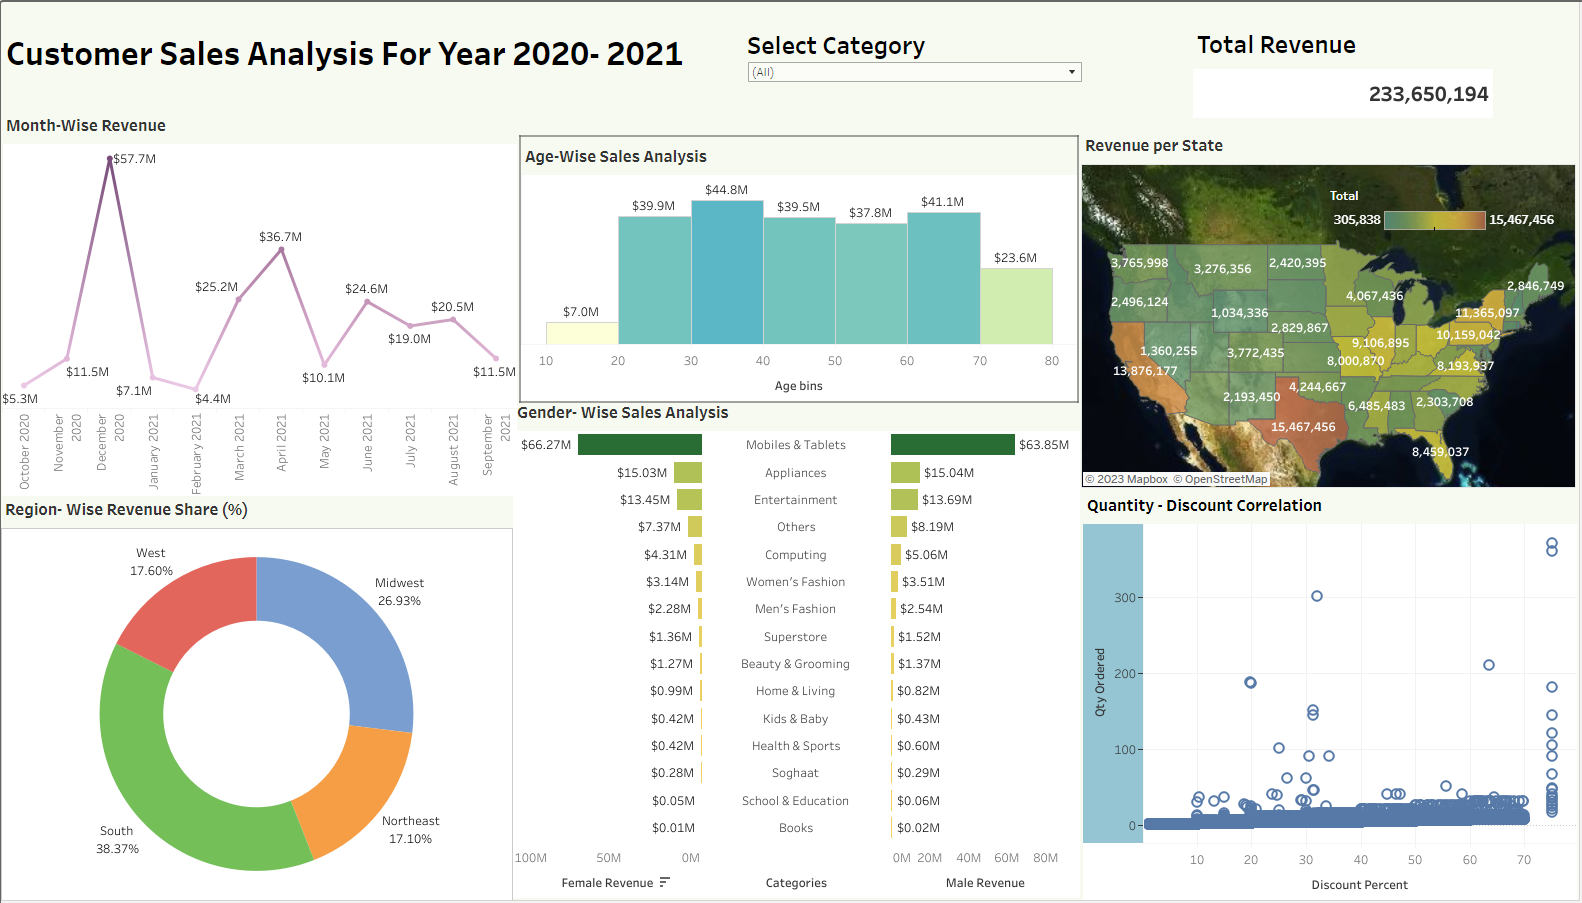 Customer Sales Analysis For Year 2020- 2021
Select Category
(All)
Total Revenue
233,650,194
Month-Wise Revenue
$57.7M
$36.7M
$25.2M
$24.6M
$20.5M
$19.0M
$11.5M
$11.5M
$10.1M
$7.1M
$5.3M
$4.4M
October 2020
November 2020
December 2020
January 2021
February 2021
March 2021
April 2021
May 2021
June 2021
July 2021
August 2021
September 2021
Age-Wise Sales Analysis
$7.0M
$39.9M
$44.8M
$39.5M
$37.8M
$41.1M
$23.6M
10 20 30 40 50 60 70 80
Age bins
Revenue per State
Total
305,838 15,467,456
3,765,998
3,276,356
2,420,395
2,846,749
2,496,124
4,067,436
1,034,336
11,365,097
2,829,867
10,159,042
1,360,255
3,772,435
9,106,895
8,000,870
8,193,937
13,876,177
4,244,667
2,193,450
6,485,483
2,303,708
15,467,456
8,459,037
© 2023 Mapbox © OpenStreetMap
Gender- Wise Sales Analysis
$66.27M Mobiles & Tablets $63.85M
$15.03M Appliances $15.04M
$13.45M Entertainment $13.69M
$7.37M Others $8.19M
$4.31M Computing $5.06M
$3.14M Women's Fashion $3.51M
$2.28M Men's Fashion $2.54M
$1.36M Superstore $1.52M
$1.27M Beauty & Grooming $1.37M
$0.99M Home & Living $0.82M
$0.42M Kids & Baby $0.43M
$0.42M Health & Sports $0.60M
$0.28M Soghaat $0.29M
$0.05M School & Education $0.06M
$0.01M Books $0.02M
100M 50M 0M 0M 20M 40M 60M 80M
Female Revenue Categories Male Revenue
Region- Wise Revenue Share (%)
West
17.60%
Midwest
26.93%
South
38.37%
Northeast
17.10%
Quantity - Discount Correlation
Qty Ordered
300
200
100
0
10 20 30 40 50 60 70
Discount Percent